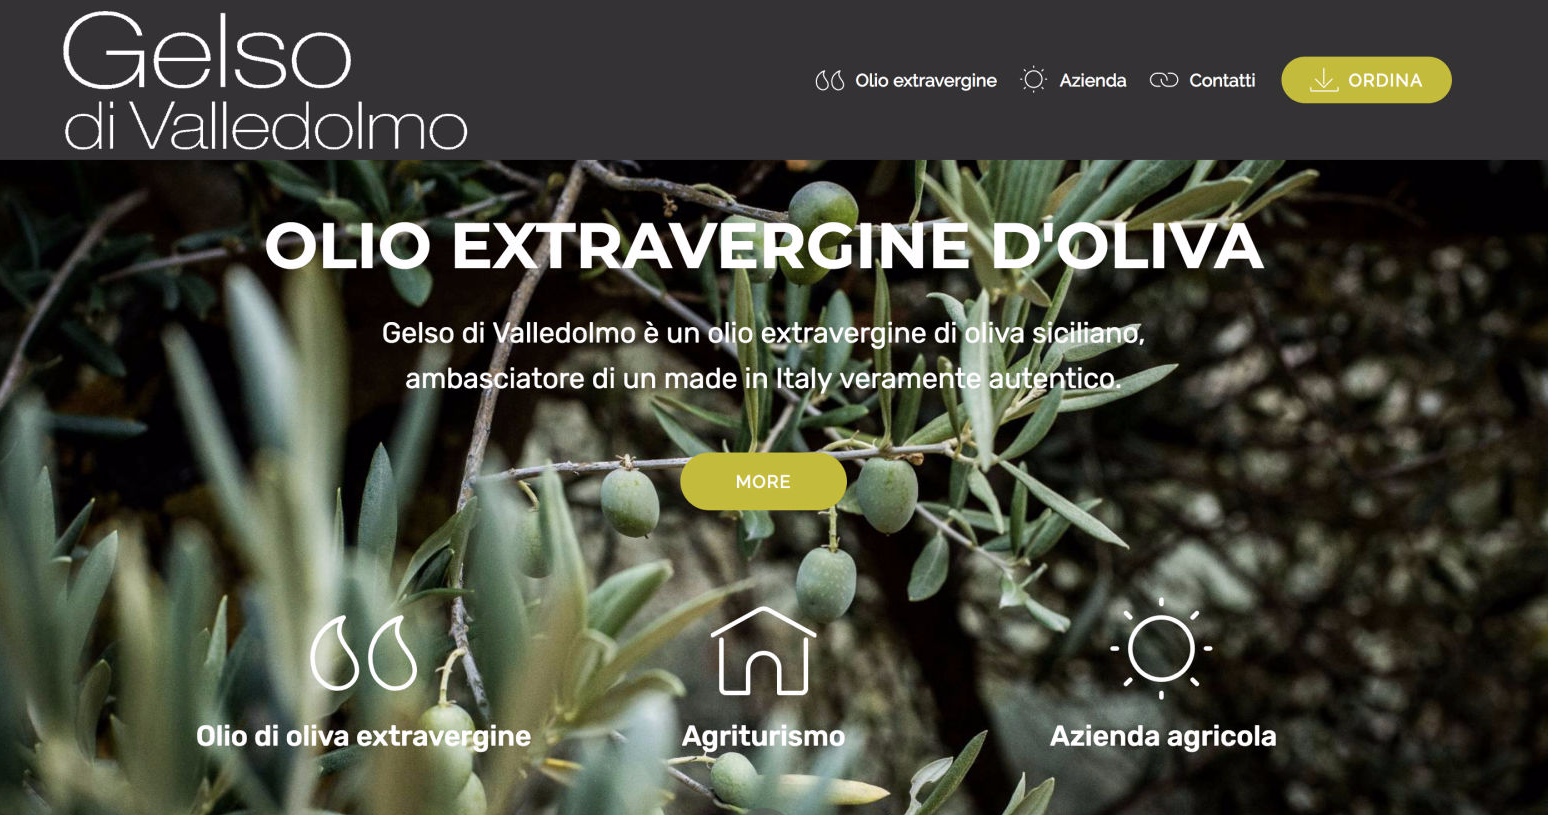 Gelso
di Valledolmo
Olio extravergine
Azienda
Contatti
ORDINA
OLIO EXTRAVERGINE D'OLIVA
Gelso di Valledolmo è un olio extravergine di oliva siciliano,
ambasciatore di un made in Italy veramente autentico.
MORE
Olio di oliva extravergine
Agriturismo
Azienda agricola